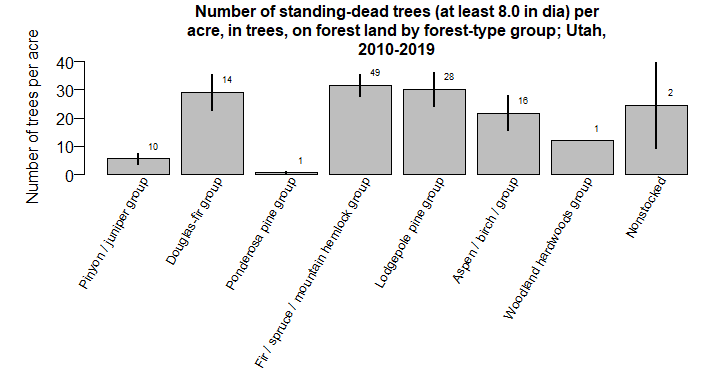 Number of standing-dead trees (at least 8.0 in dia) per
acre, in trees, on forest land by forest-type group; Utah,
2010-2019
Number of trees per acre
40
30
20
10
0
10
14
1
49
28
16
1
2
Pinyon / juniper group
Douglas-fir group
Ponderosa pine group
Fir / spruce / mountain hemlock group
Lodgepole pine group
Aspen / birch / group
Woodland hardwoods group
Nonstocked